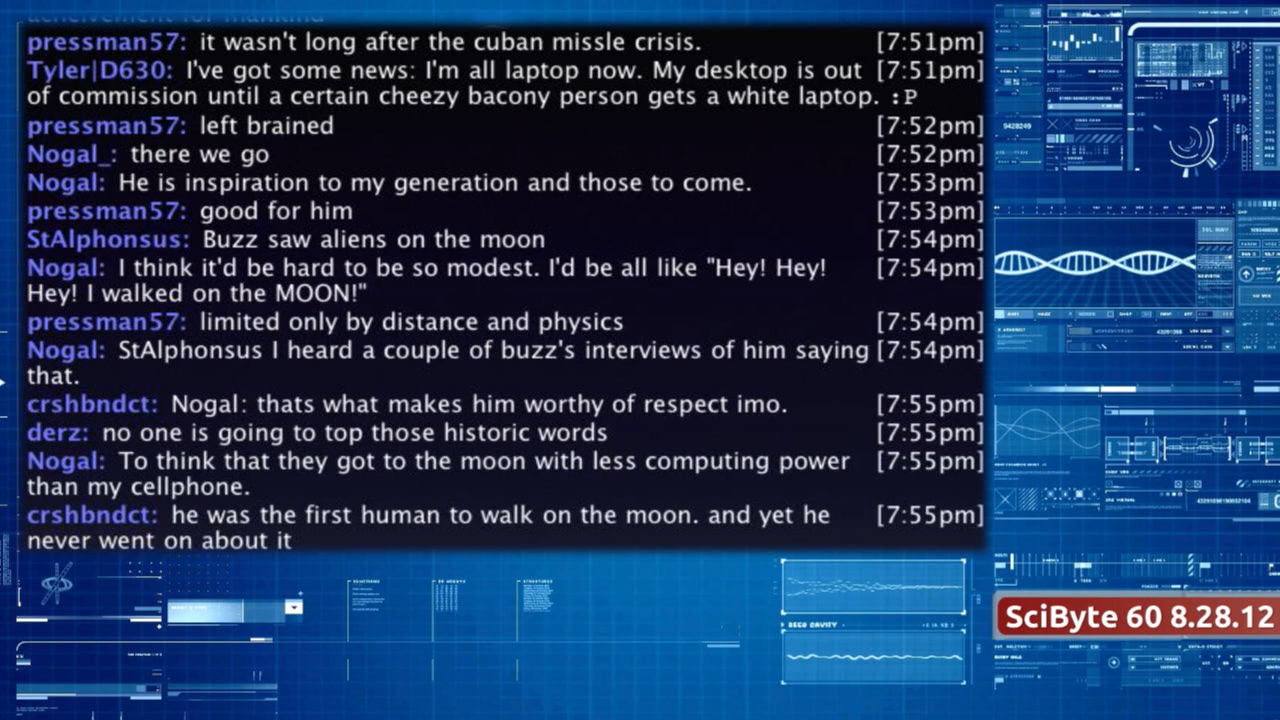 achievement for mankind
pressman57: it wasn't long after the cuban missle crisis. [7:51pm]
Tyler|D630: I've got some news: I'm all laptop now. My desktop is out [7:51pm]
of commission until a certain cheezy bacony person gets a white laptop. :P
pressman57: left brained [7:52pm]
Nogal_: there we go [7:52pm]
Nogal: He is inspiration to my generation and those to come. [7:53pm]
pressman57: good for him [7:53pm]
StAlphonsus: Buzz saw aliens on the moon [7:54pm]
Nogal: I think it'd be hard to be so modest. I'd be all like "Hey! Hey! [7:54pm]
Hey! I walked on the MOON!"
pressman57: limited only by distance and physics [7:54pm]
Nogal: StAlphonsus I heard a couple of buzz's interviews of him saying [7:54pm]
that.
crshbndct: Nogal: thats what makes him worthy of respect imo. [7:55pm]
derz: no one is going to top those historic words [7:55pm]
Nogal: To think that they got to the moon with less computing power [7:55pm]
than my cellphone.
crshbndct: he was the first human to walk on the moon. and yet he [7:55pm]
never went on about it
9428249
DECO CAVITY
SciByte 60 8.28.12